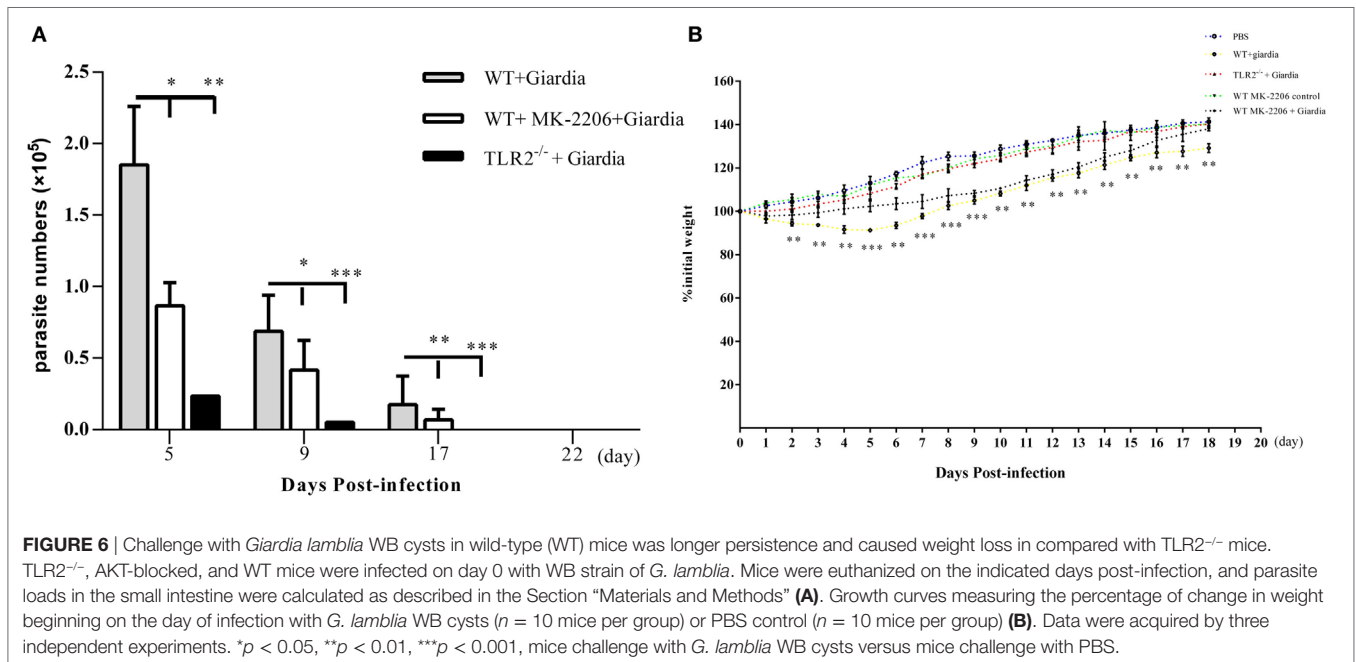 A
2.5
2.0
1.5
1.0
0.5
0.0
parasite numbers (×10⁵)
* **
* ***
** ***
WT+Giardia
WT+ MK-2206+Giardia
TLR2⁻/⁻ + Giardia
5 9 17 22 (day)
Days Post-infection
B
PBS
WT+giardia
TLR2⁻/⁻ + Giardia
WT MK-2206 control
WT MK-2206 + Giardia
160
140
120
100
80
60
40
20
%initial weight
** ** ** *** ** *** *** *** ** ** ** ** ** ** ** ** **
0 1 2 3 4 5 6 7 8 9 10 11 12 13 14 15 16 17 18 19 20 (day)
Days Post-infection
FIGURE 6 | Challenge with Giardia lamblia WB cysts in wild-type (WT) mice was longer persistence and caused weight loss in compared with TLR2⁻/⁻ mice.
TLR2⁻/⁻, AKT-blocked, and WT mice were infected on day 0 with WB strain of G. lamblia. Mice were euthanized on the indicated days post-infection, and parasite
loads in the small intestine were calculated as described in the Section “Materials and Methods” (A). Growth curves measuring the percentage of change in weight
beginning on the day of infection with G. lamblia WB cysts (n = 10 mice per group) or PBS control (n = 10 mice per group) (B). Data were acquired by three
independent experiments. *p < 0.05, **p < 0.01, ***p < 0.001, mice challenge with G. lamblia WB cysts versus mice challenge with PBS.